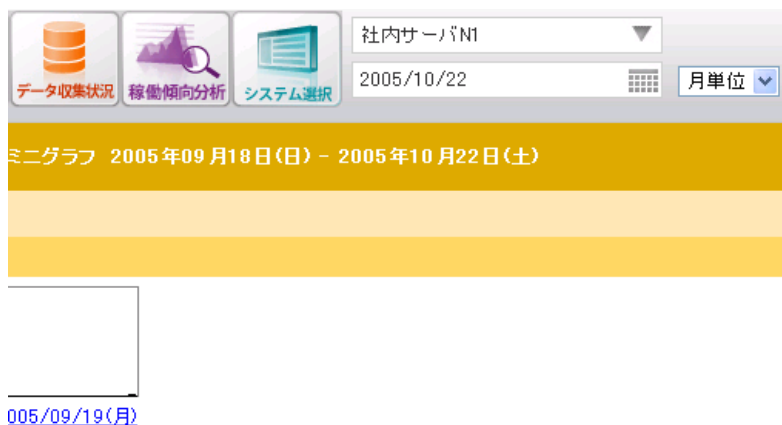 社内サーバN1
2005/10/22
月単位
データ収集状況
稼働傾向分析
システム選択
ミニグラフ 2005年09月18日(日) - 2005年10月22日(土)
005/09/19(月)